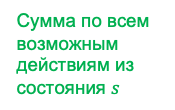 Сумма по всем
возможным
действиям из
состояния s